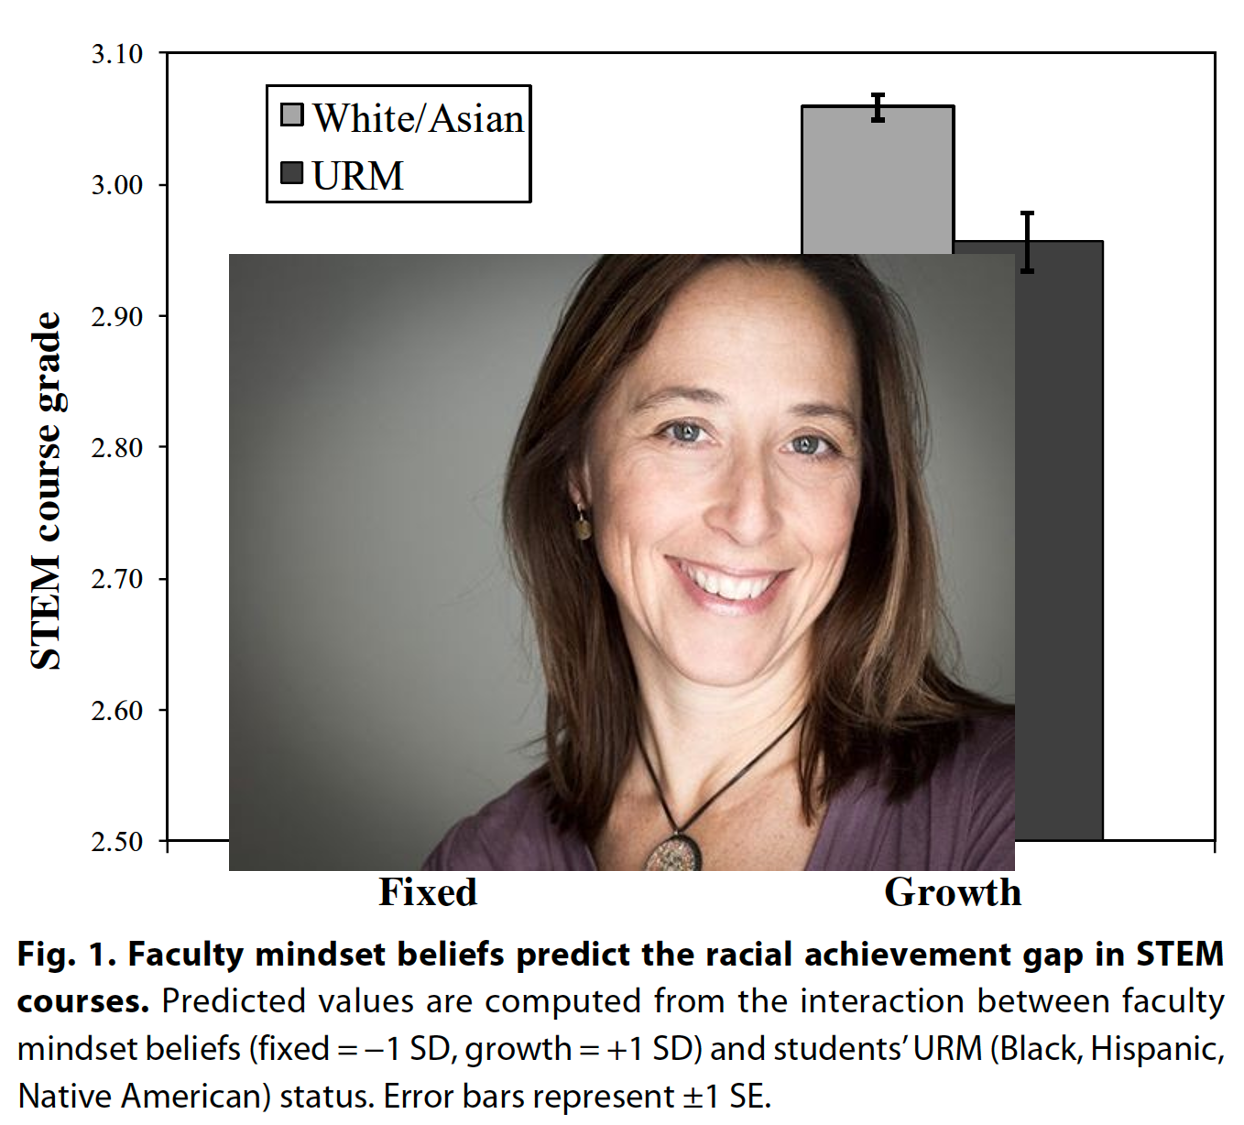 3.10
3.00
2.90
2.80
2.70
2.60
2.50
STEM course grade
White/Asian
URM
Fixed
Growth
Fig. 1. Faculty mindset beliefs predict the racial achievement gap in STEM
courses. Predicted values are computed from the interaction between faculty
mindset beliefs (fixed = −1 SD, growth = +1 SD) and students’ URM (Black, Hispanic,
Native American) status. Error bars represent ±1 SE.